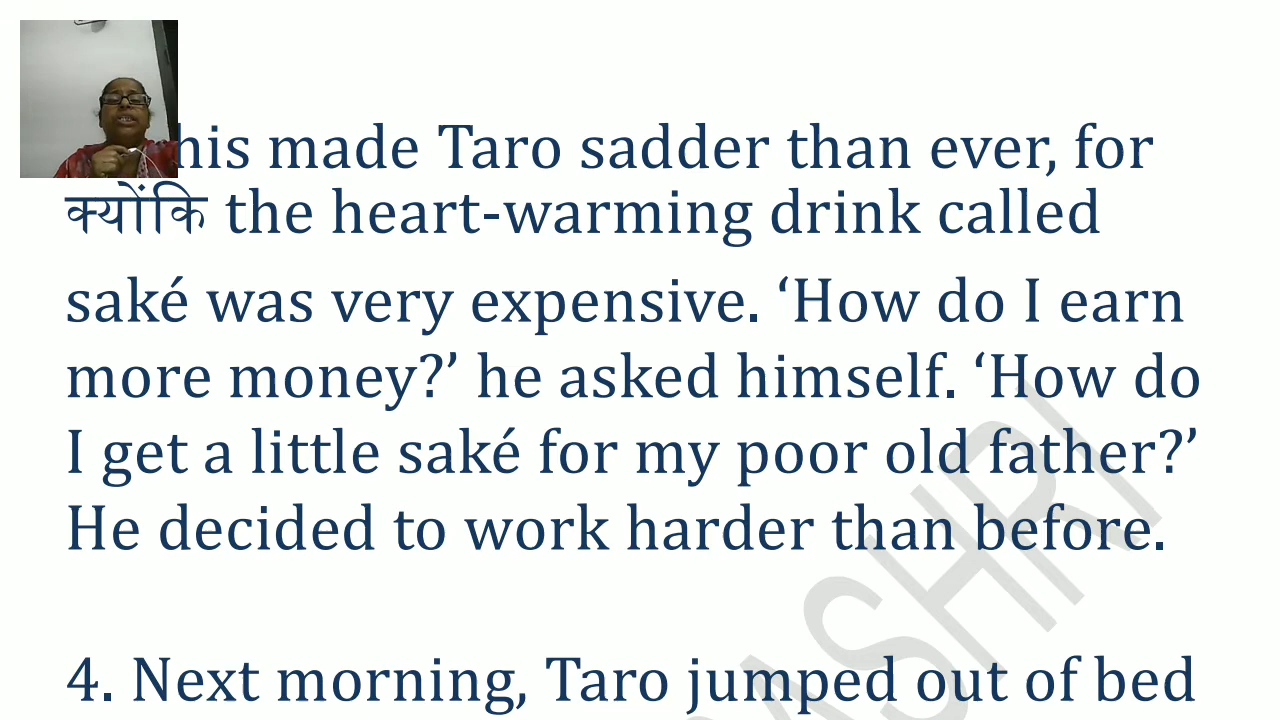 his made Taro sadder than ever, for
क्योंकि the heart-warming drink called
saké was very expensive. ‘How do I earn
more money?’ he asked himself. ‘How do
I get a little saké for my poor old father?’
He decided to work harder than before.
4. Next morning, Taro jumped out of bed